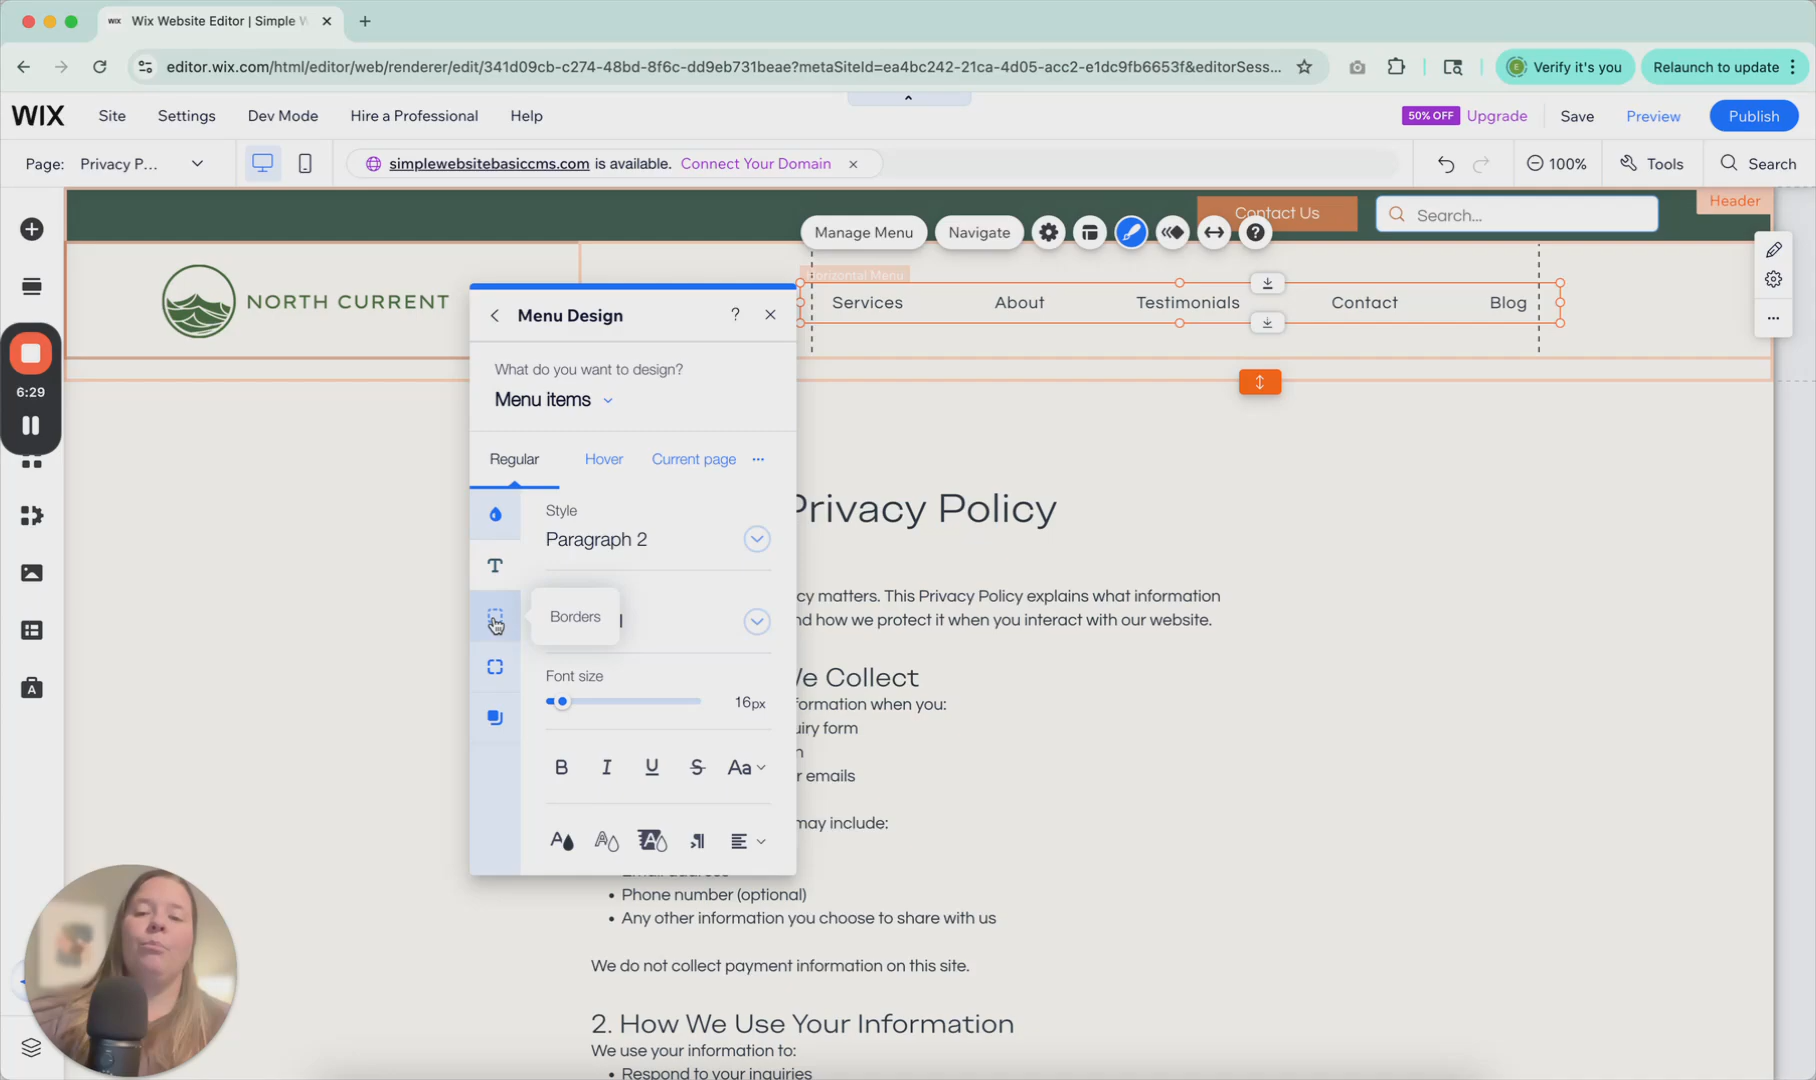 WIX Wix Website Editor | Simple W
editor.wix.com/html/editor/web/renderer/edit/341d09cb-c274-48bd-8f6c-dd9eb731beae?metaSiteId=ea4bc242-21ca-4d05-acc2-e1dc9fb6653f&editorSess...
Verify it's you
Relaunch to update
WIX Site Settings Dev Mode Hire a Professional Help
50% OFF Upgrade Save Preview Publish
Page: Privacy P...
simplewebsitebasiccms.com is available. Connect Your Domain
100% Tools Search
Contact Us
Search...
Header
Manage Menu Navigate
Horizontal Menu
NORTH CURRENT
Services About Testimonials Contact Blog
6:29
Menu Design ?
What do you want to design?
Menu items
Regular Hover Current page
Style
Paragraph 2
Borders
Font size
16px
B I U S Aa
Privacy Policy
cy matters. This Privacy Policy explains what information
nd how we protect it when you interact with our website.
We Collect
formation when you:
uiry form
n
r emails
may include:
Phone number (optional)
Any other information you choose to share with us
We do not collect payment information on this site.
2. How We Use Your Information
We use your information to:
Respond to your inquiries